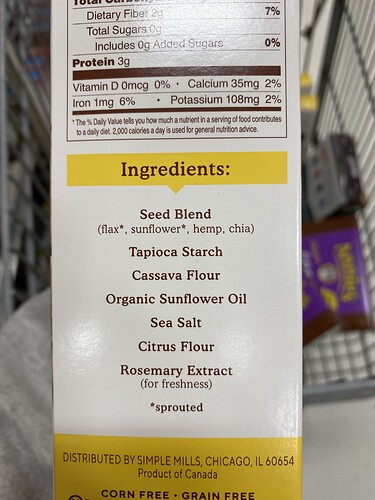 Total Carbohydrate
Dietary Fiber 2g 7%
Total Sugars 0g
Includes 0g Added Sugars 0%
Protein 3g
Vitamin D 0mcg 0% • Calcium 35mg 2%
Iron 1mg 6% • Potassium 108mg 2%
* The % Daily Value tells you how much a nutrient in a serving of food contributes
to a daily diet. 2,000 calories a day is used for general nutrition advice.
Ingredients:
Seed Blend
(flax*, sunflower*, hemp, chia)
Tapioca Starch
Cassava Flour
Organic Sunflower Oil
Sea Salt
Citrus Flour
Rosemary Extract
(for freshness)
*sprouted
DISTRIBUTED BY SIMPLE MILLS, CHICAGO, IL 60654
Product of Canada
CORN FREE • GRAIN FREE